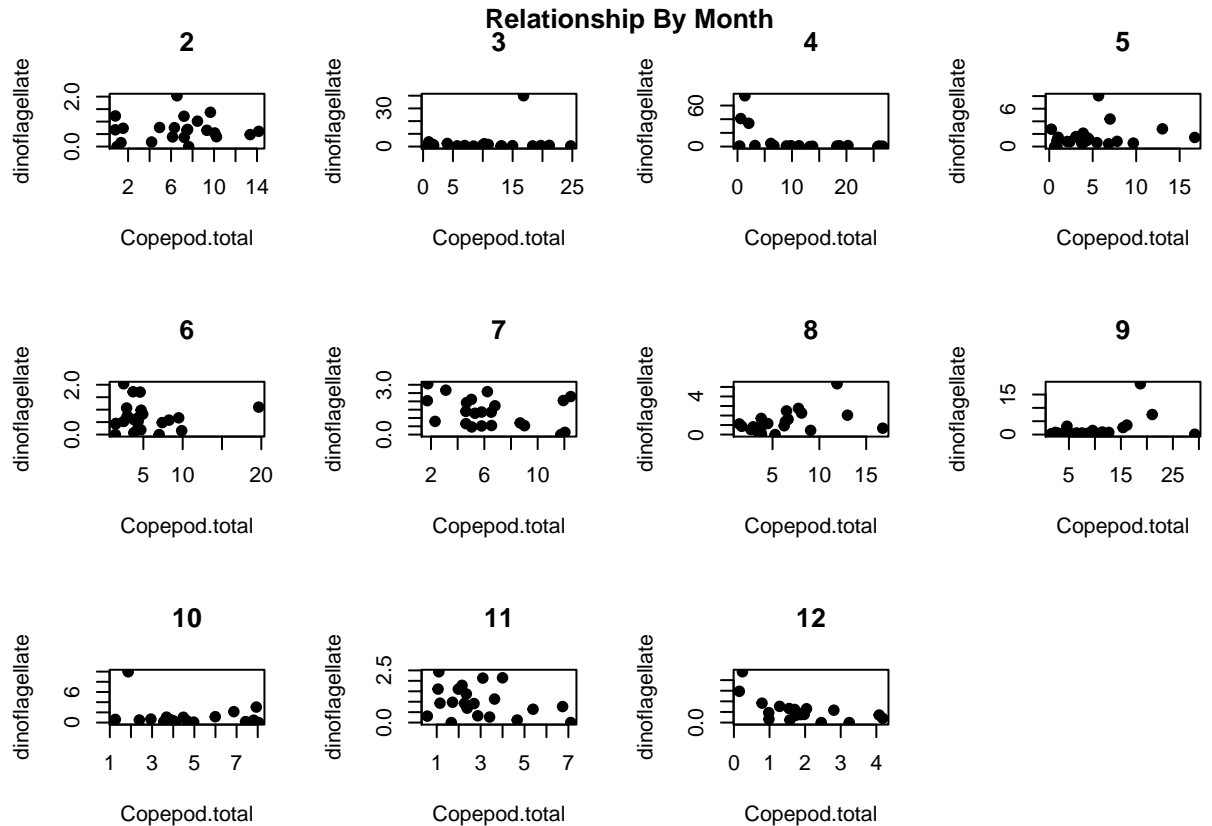 Relationship By Month
2 3 4 5
dinoflagellate dinoflagellate dinoflagellate dinoflagellate
0.0 2.0 0 30 0 60 0 6
2 6 10 14 0 5 15 25 0 10 20 0 5 10 15
Copepod.total Copepod.total Copepod.total Copepod.total
6 7 8 9
dinoflagellate dinoflagellate dinoflagellate dinoflagellate
0.0 2.0 0.0 3.0 0 4 0 15
5 10 20 2 6 10 5 10 15 5 15 25
Copepod.total Copepod.total Copepod.total Copepod.total
10 11 12
dinoflagellate dinoflagellate dinoflagellate
0 6 0.0 2.5 0.0
1 3 5 7 1 3 5 7 0 1 2 3 4
Copepod.total Copepod.total Copepod.total